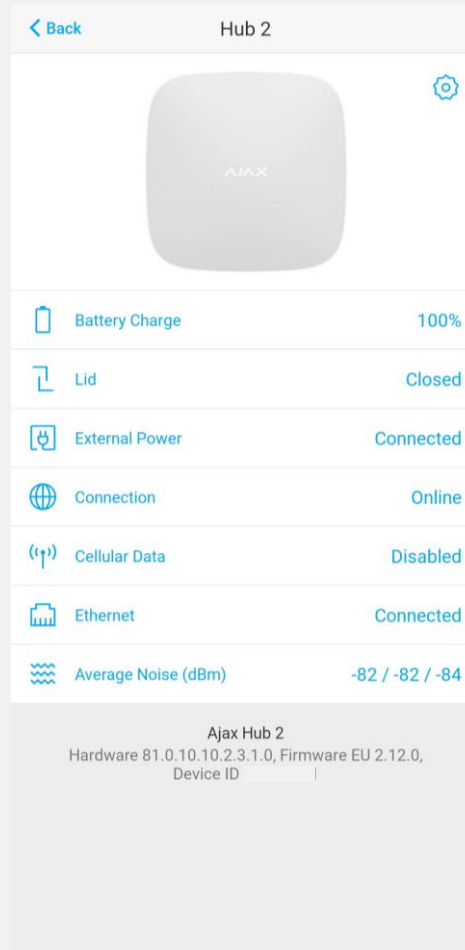 Back
Hub 2
AJAX
Battery Charge 100%
Lid Closed
External Power Connected
Connection Online
Cellular Data Disabled
Ethernet Connected
Average Noise (dBm) -82 / -82 / -84
Ajax Hub 2
Hardware 81.0.10.10.2.3.1.0, Firmware EU 2.12.0,
Device ID